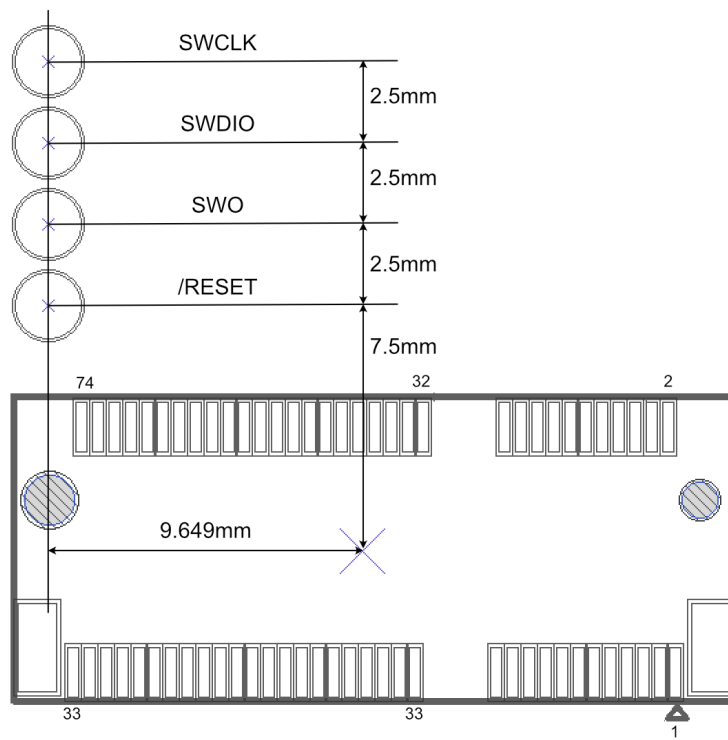 SWCLK
2.5mm
SWDIO
2.5mm
SWO
2.5mm
/RESET
7.5mm
74 32 2
9.649mm
33 33
1